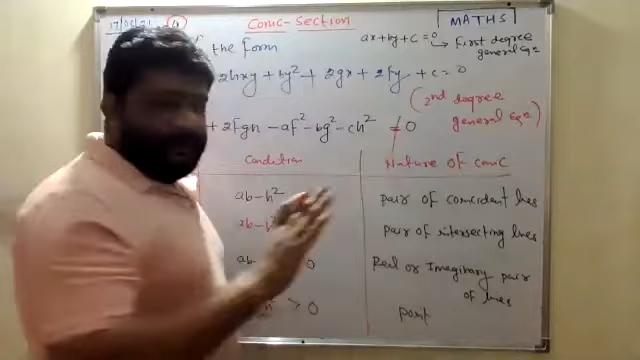 17/05/21 4 Conic-Section MATHS
the form ax+by+c=0 → First degree
general eqn
2hxy + by² + 2gx + 2fy + c = 0
(2nd degree
general eqn)
+ 2fgh - af² - bg² - ch² ≠ 0
Condition Nature of conic
ab-h² pair of coincident lines
ab-h² pair of intersecting lines
ab 0 Real or Imaginary pair
of lines
> 0 point